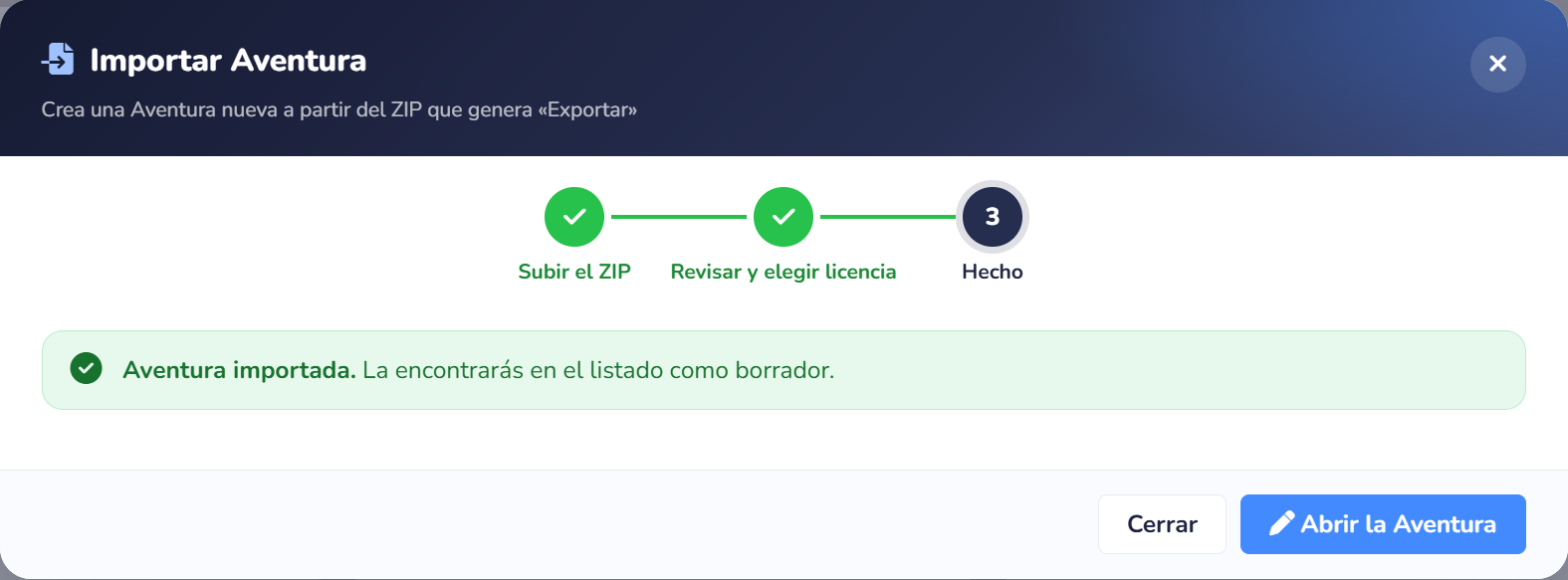 Importar Aventura
Crea una Aventura nueva a partir del ZIP que genera «Exportar»
3
Subir el ZIP
Revisar y elegir licencia
Hecho
Aventura importada. La encontrarás en el listado como borrador.
Cerrar
Abrir la Aventura